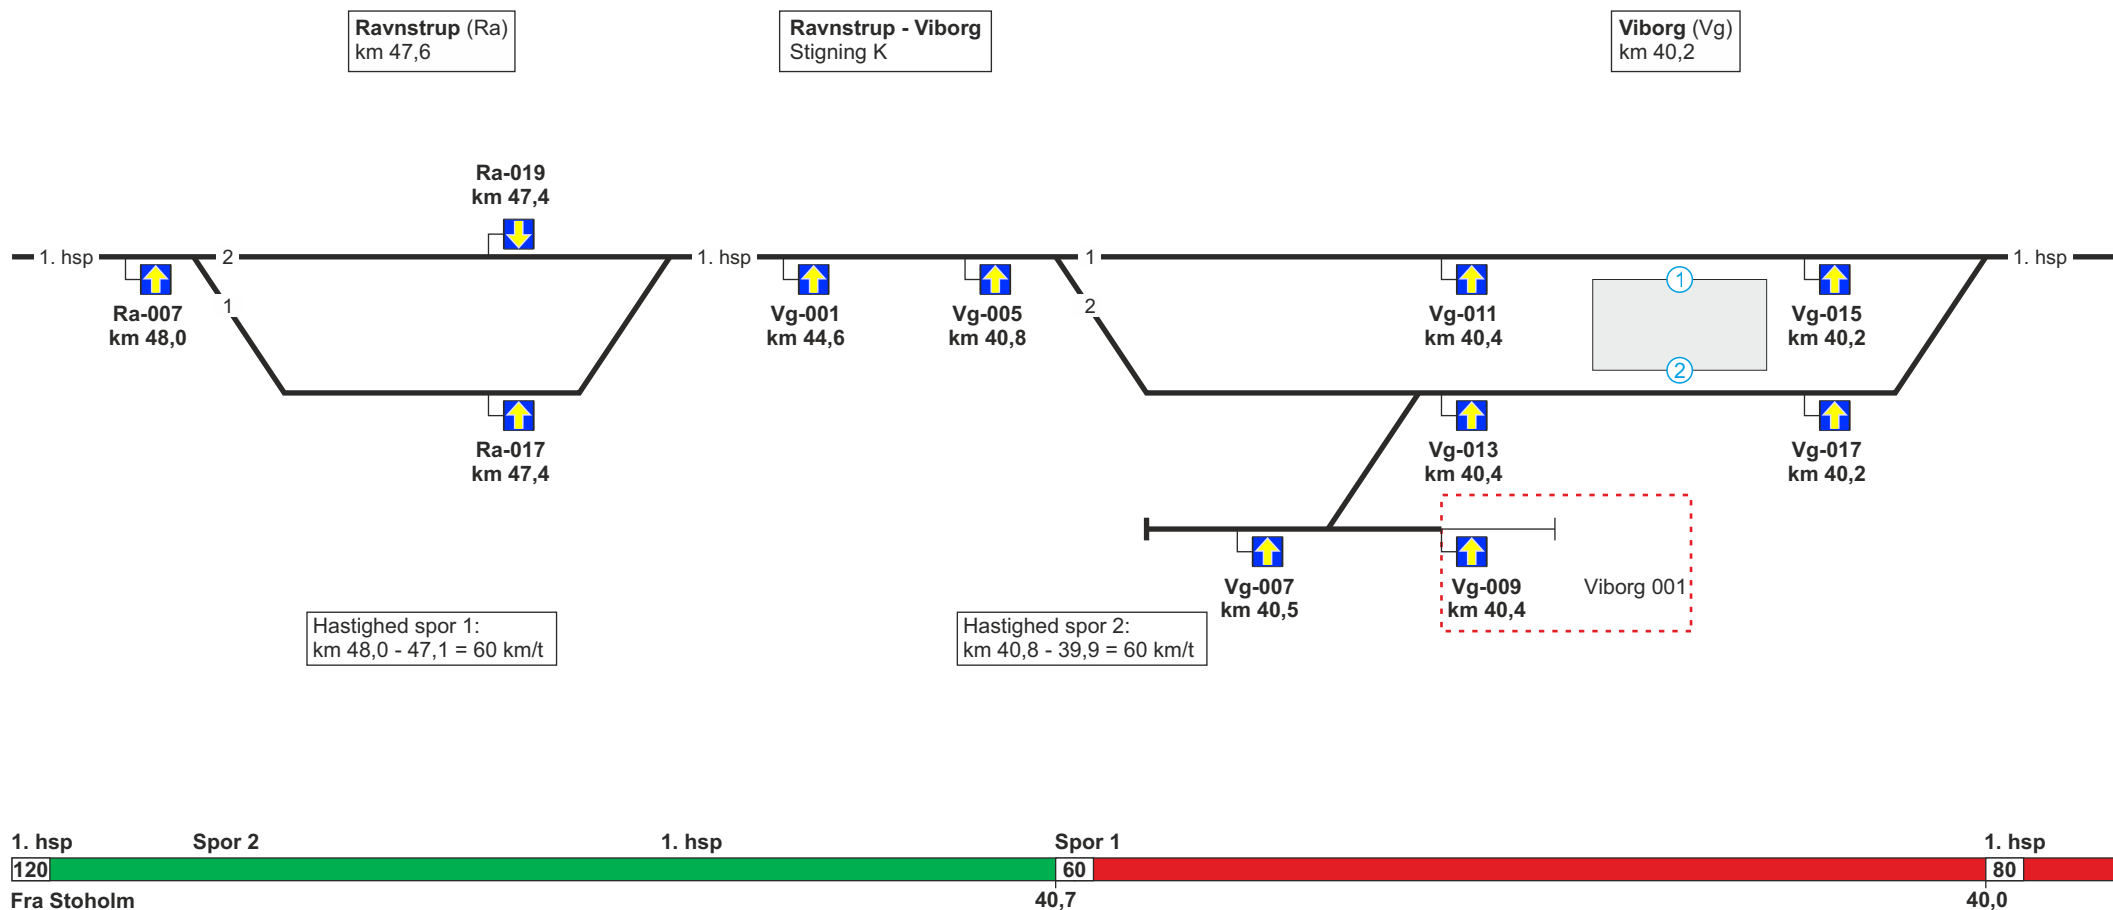 Ravnstrup (Ra)
km 47,6
Ravnstrup - Viborg
Stigning K
Viborg (Vg)
km 40,2
Ra-019
km 47,4
1. hsp
2
1. hsp
1
1. hsp
1
2
1
2
Ra-007
km 48,0
Vg-001
km 44,6
Vg-005
km 40,8
Vg-011
km 40,4
Vg-015
km 40,2
Ra-017
km 47,4
Vg-013
km 40,4
Vg-017
km 40,2
Vg-007
km 40,5
Vg-009
km 40,4
Viborg 001
Hastighed spor 1:
km 48,0 - 47,1 = 60 km/t
Hastighed spor 2:
km 40,8 - 39,9 = 60 km/t
1. hsp
Spor 2
1. hsp
Spor 1
1. hsp
120
60
80
Fra Stoholm
40,7
40,0